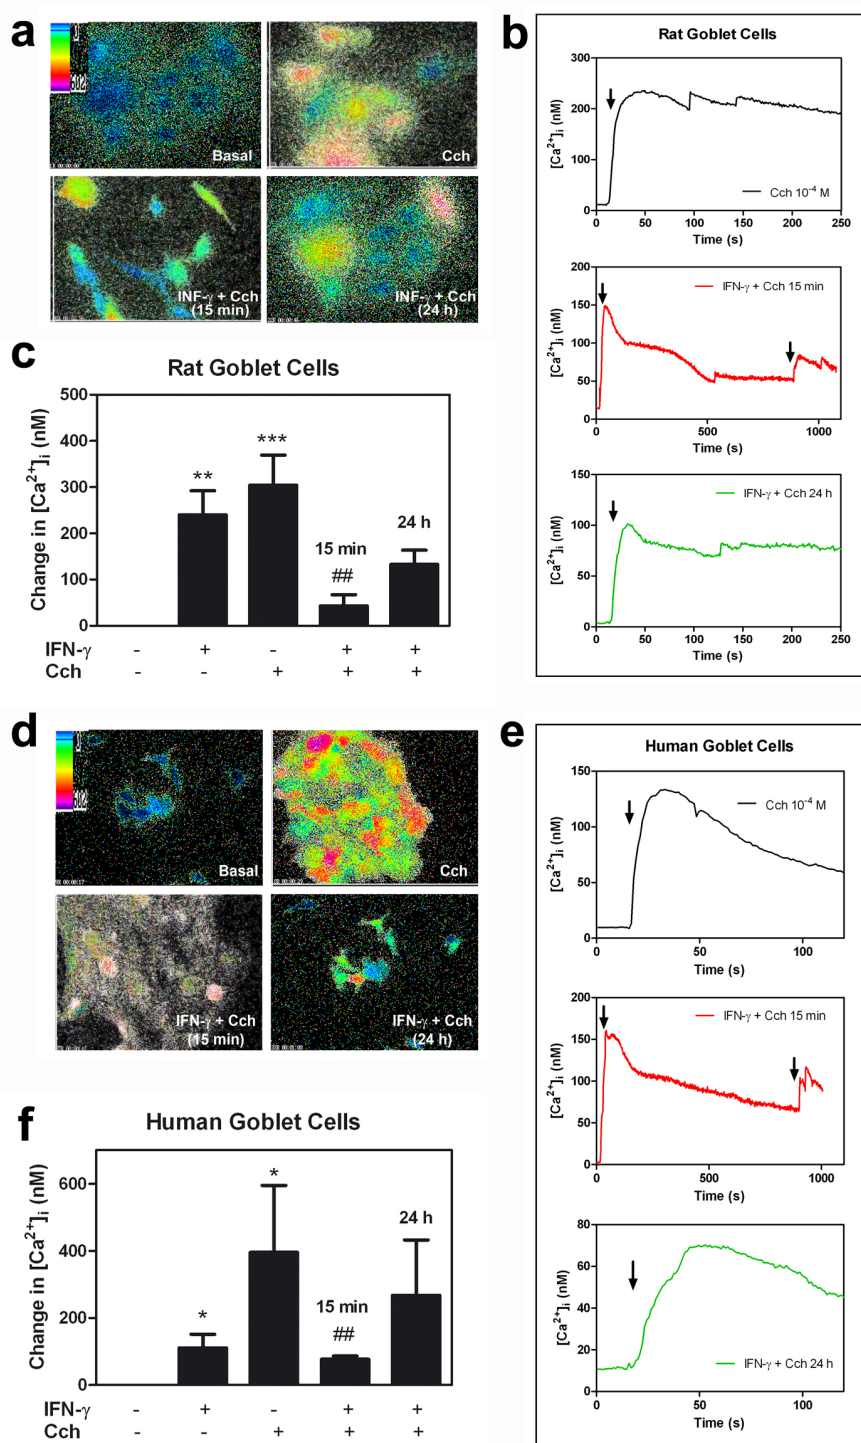 a
0
600
Basal
Cch
INF-γ + Cch
(15 min)
INF-γ + Cch
(24 h)
b
Rat Goblet Cells
[Ca2+]i (nM)
300
200
100
0
Cch 10⁻⁴ M
0 50 100 150 200 250
Time (s)
[Ca2+]i (nM)
200
150
100
50
0
IFN-γ + Cch 15 min
0 500 1000
Time (s)
[Ca2+]i (nM)
150
100
50
0
IFN-γ + Cch 24 h
0 50 100 150 200 250
Time (s)
c
Rat Goblet Cells
Change in [Ca2+]i (nM)
500
400
300
200
100
0
**
***
15 min
##
24 h
IFN-γ - + - + +
Cch - - + + +
d
0
600
Basal
Cch
IFN-γ + Cch
(15 min)
IFN-γ + Cch
(24 h)
e
Human Goblet Cells
[Ca2+]i (nM)
150
100
50
0
Cch 10⁻⁴ M
0 50 100
Time (s)
[Ca2+]i (nM)
200
150
100
50
0
IFN-γ + Cch 15 min
0 500 1000
Time (s)
[Ca2+]i (nM)
80
60
40
20
0
IFN-γ + Cch 24 h
0 50 100
Time (s)
f
Human Goblet Cells
Change in [Ca2+]i (nM)
600
400
200
0
*
*
15 min
##
24 h
IFN-γ - + - + +
Cch - - + + +